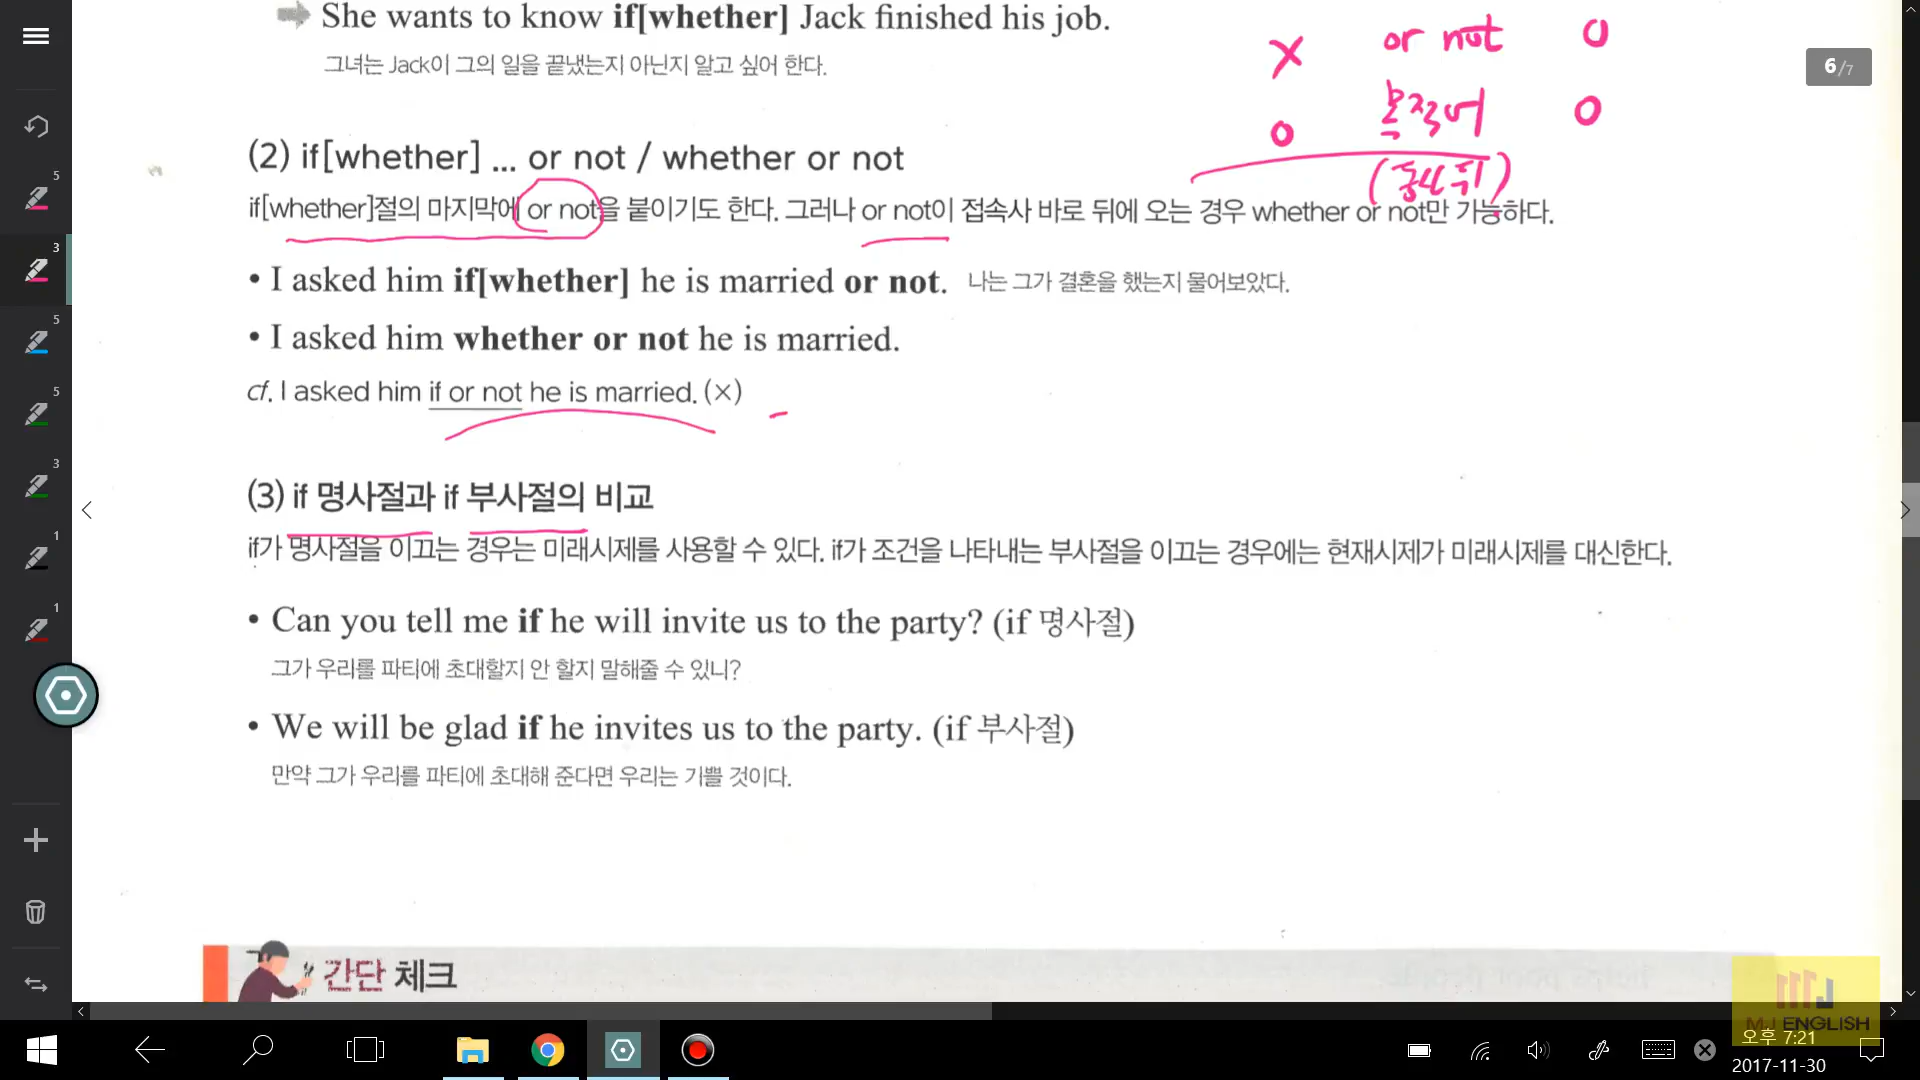 ➡ She wants to know if[whether] Jack finished his job.
그녀는 Jack이 그의 일을 끝냈는지 아닌지 알고 싶어 한다.
X or not O
O 목적어 O
(동사 뒤)
6/7
(2) if[whether] ... or not / whether or not
if[whether]절의 마지막에 or not을 붙이기도 한다. 그러나 or not이 접속사 바로 뒤에 오는 경우 whether or not만 가능하다.
• I asked him if[whether] he is married or not. 나는 그가 결혼을 했는지 물어보았다.
• I asked him whether or not he is married.
cf. I asked him if or not he is married. (×)
(3) if 명사절과 if 부사절의 비교
if가 명사절을 이끄는 경우는 미래시제를 사용할 수 있다. if가 조건을 나타내는 부사절을 이끄는 경우에는 현재시제가 미래시제를 대신한다.
• Can you tell me if he will invite us to the party? (if 명사절)
그가 우리를 파티에 초대할지 안 할지 말해줄 수 있니?
• We will be glad if he invites us to the party. (if 부사절)
만약 그가 우리를 파티에 초대해 준다면 우리는 기쁠 것이다.
간단 체크
5
3
5
5
3
1
1
MJ ENGLISH
오후 7:21
2017-11-30